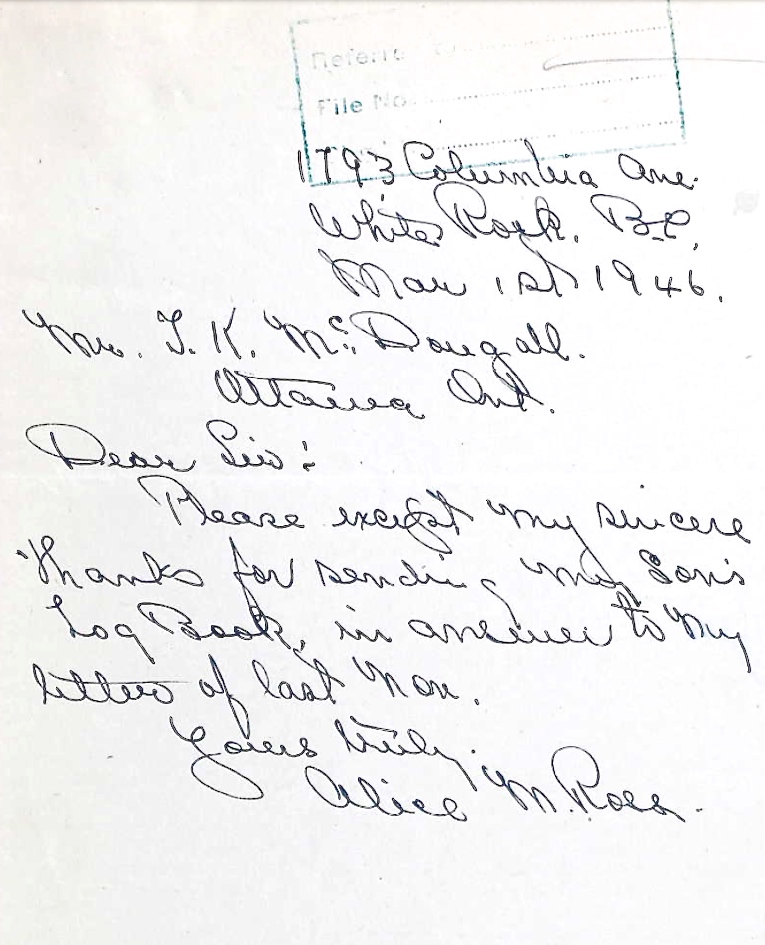 Referred
File No.
1793 Columbia Ave.
White Rock. B.C.
Mar 1st 1946.
Mr. T. K. McDougall.
Ottawa Ont.
Dear Sir:
Please except my sincere
thanks for sending my Son's
Log Book, in answer to my
letter of last Nov.
Yours truly.
Alice M. Ross.